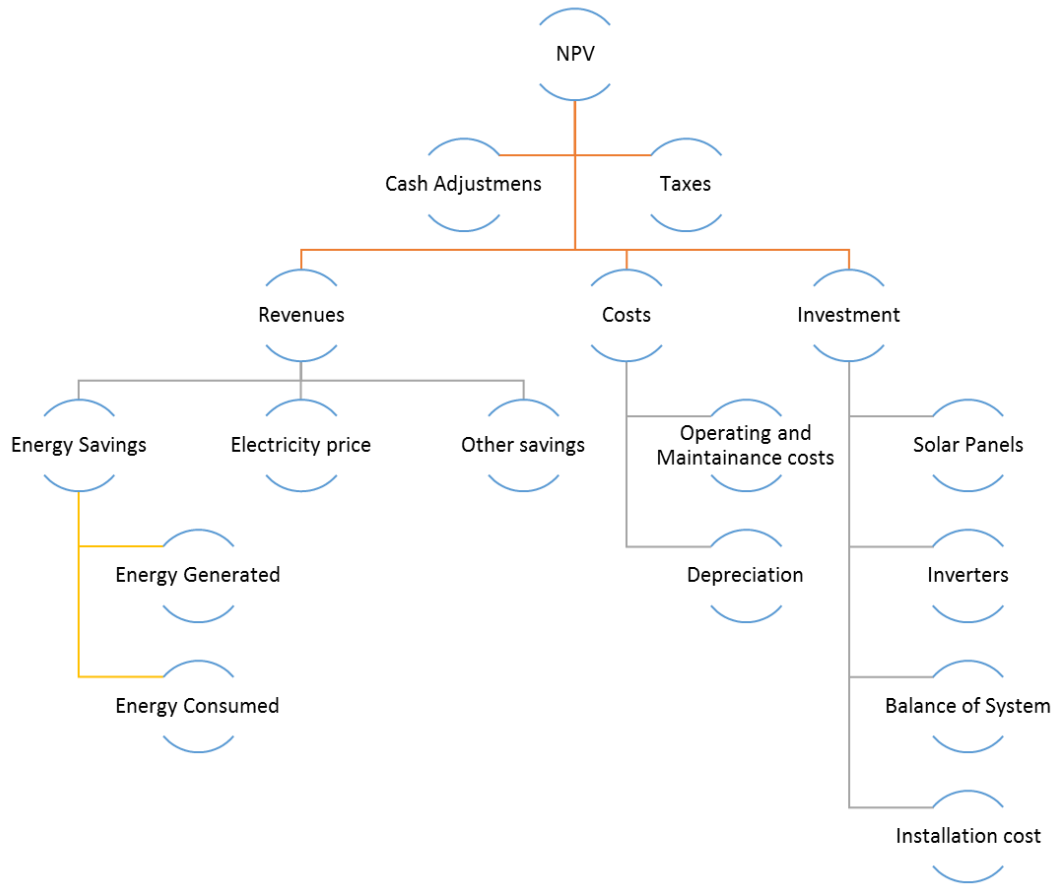 NPV
Cash Adjustmens
Taxes
Revenues
Costs
Investment
Energy Savings
Electricity price
Other savings
Operating and
Maintainance costs
Solar Panels
Energy Generated
Depreciation
Inverters
Energy Consumed
Balance of System
Installation cost